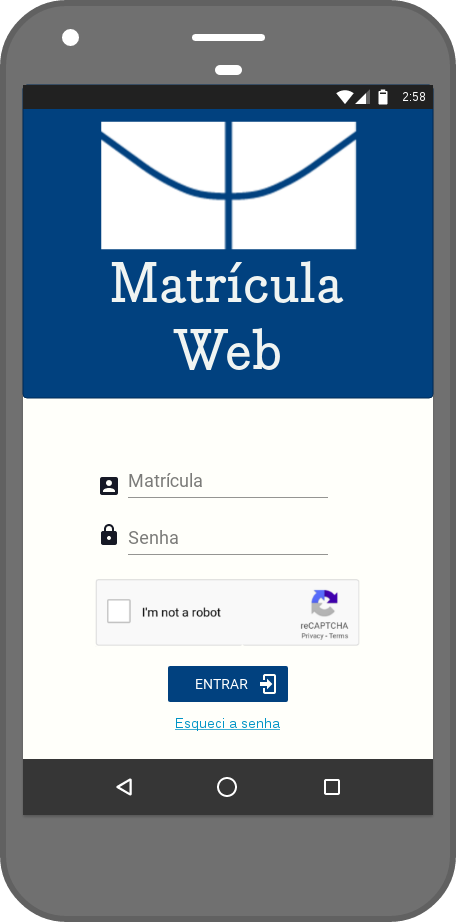 2:58
Matrícula
Web
Matrícula
Senha
I'm not a robot
reCAPTCHA
Privacy - Terms
ENTRAR
Esqueci a senha